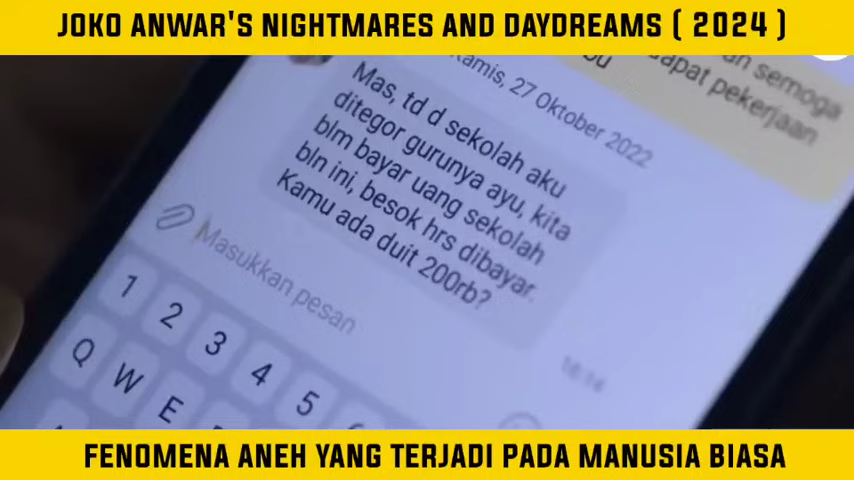 JOKO ANWAR'S NIGHTMARES AND DAYDREAMS ( 2024 )
semoga
dapat pekerjaan
Kamis, 27 Oktober 2022
Mas, td d sekolah aku
ditegor gurunya ayu, kita
blm bayar uang sekolah
bln ini, besok hrs dibayar.
Kamu ada duit 200rb?
Masukkan pesan
1 2 3 4 5
Q W E
FENOMENA ANEH YANG TERJADI PADA MANUSIA BIASA